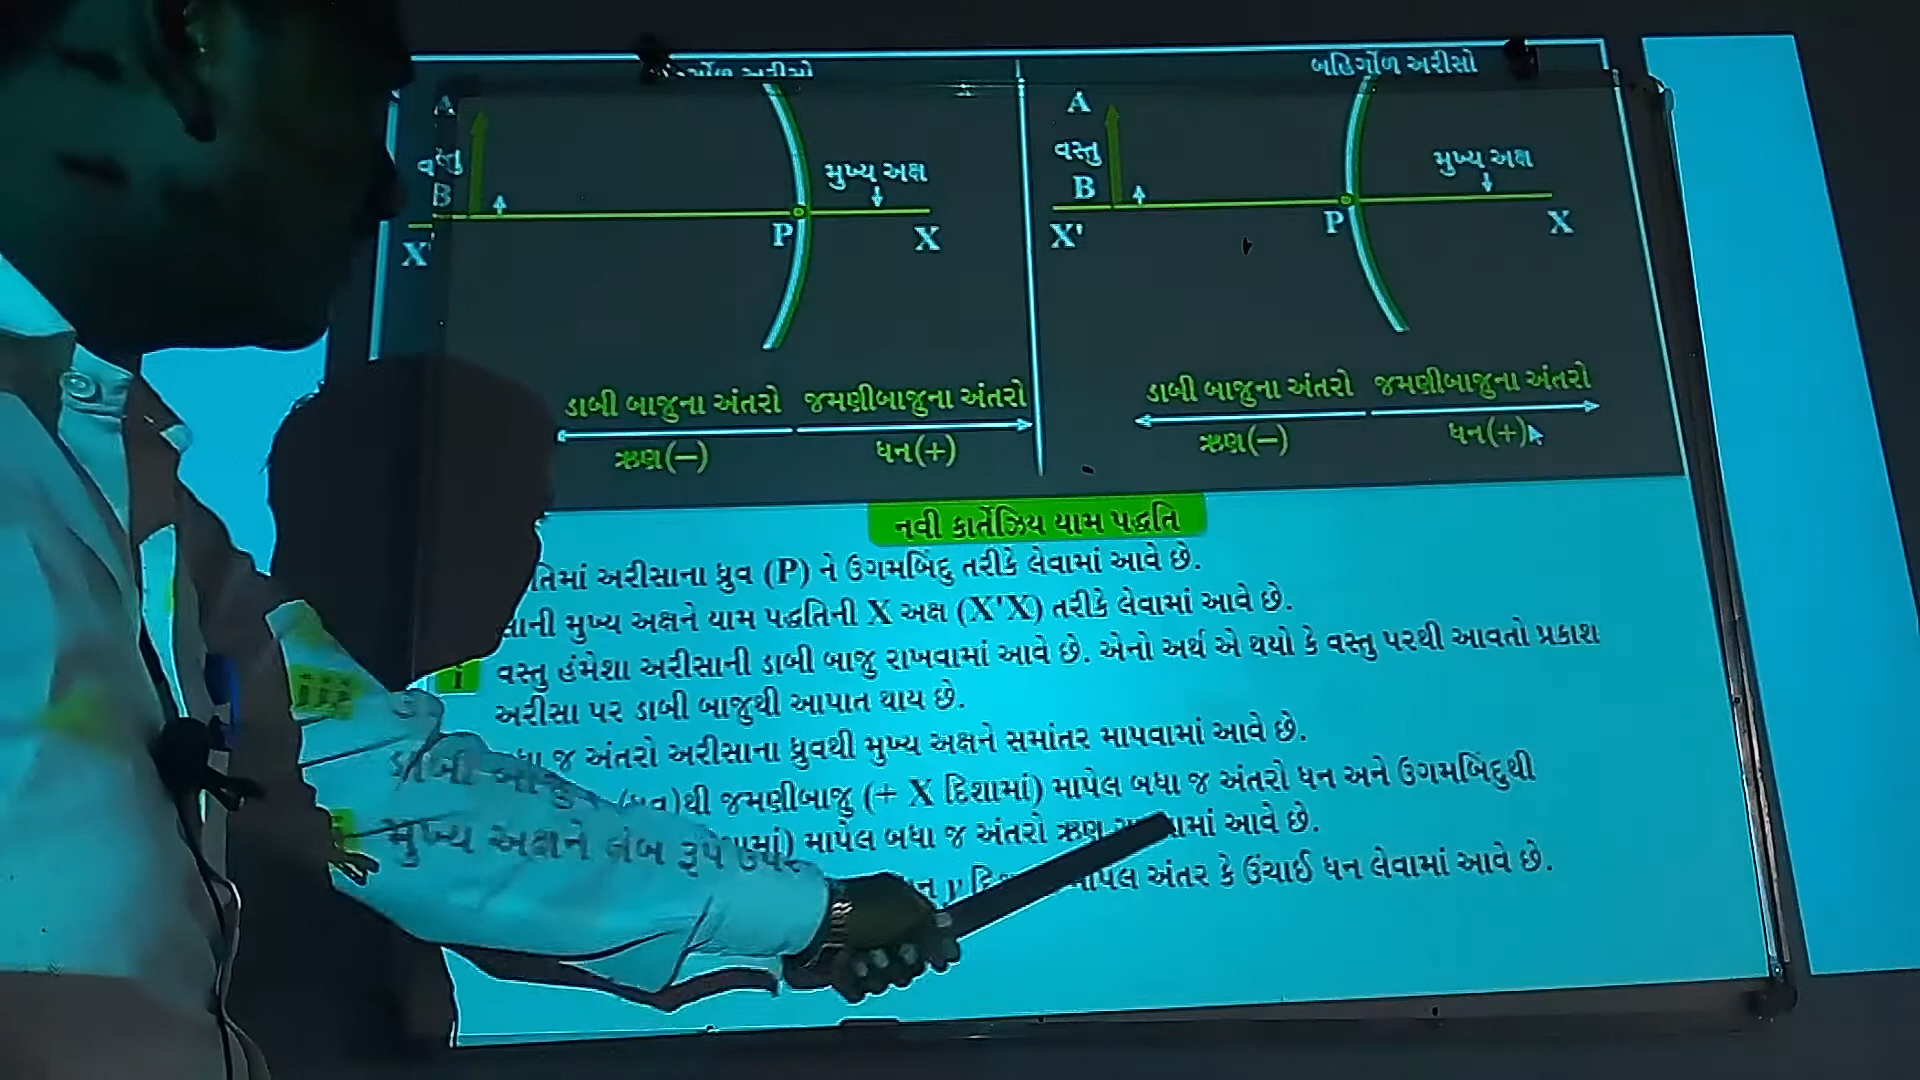 અરીસો
બહિર્ગોળ અરીસો
A
વસ્તુ
B
મુખ્ય અક્ષ
X'
P
X
A
વસ્તુ
B
મુખ્ય અક્ષ
X'
P
X
ડાબી બાજુના અંતરો જમણીબાજુના અંતરો
ઋણ(−) ધન(+)
ડાબી બાજુના અંતરો જમણીબાજુના અંતરો
ઋણ(−) ધન(+)
નવી કાર્તેઝિય યામ પદ્ધતિ
અરીસાના ધ્રુવ (P) ને ઉગમબિંદુ તરીકે લેવામાં આવે છે.
મુખ્ય અક્ષને યામ પદ્ધતિની X અક્ષ (X'X) તરીકે લેવામાં આવે છે.
વસ્તુ હંમેશા અરીસાની ડાબી બાજુ રાખવામાં આવે છે. એનો અર્થ એ થયો કે વસ્તુ પરથી આવતો પ્રકાશ
અરીસા પર ડાબી બાજુથી આપાત થાય છે.
જ અંતરો અરીસાના ધ્રુવથી મુખ્ય અક્ષને સમાંતર માપવામાં આવે છે.
જમણીબાજુ (+ X દિશામાં) માપેલ બધા જ અંતરો ધન અને ઉગમબિંદુથી
ડાબી માપેલ બધા જ અંતરો ઋણ આવે છે.
મુખ્ય અક્ષને લંબ રૂપે y અંતર કે ઉંચાઈ ધન લેવામાં આવે છે.